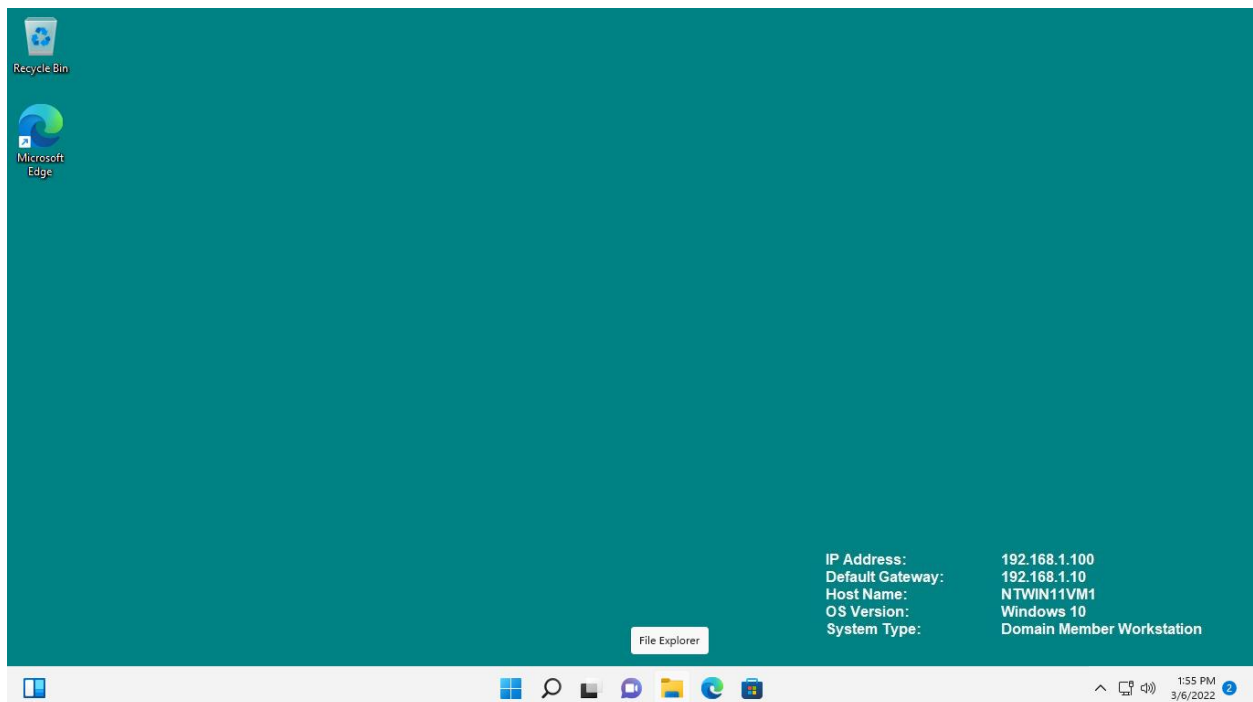 Recycle Bin
Microsoft
Edge
IP Address: 192.168.1.100
Default Gateway: 192.168.1.10
Host Name: NTWIN11VM1
OS Version: Windows 10
System Type: Domain Member Workstation
File Explorer
1:55 PM
3/6/2022
2